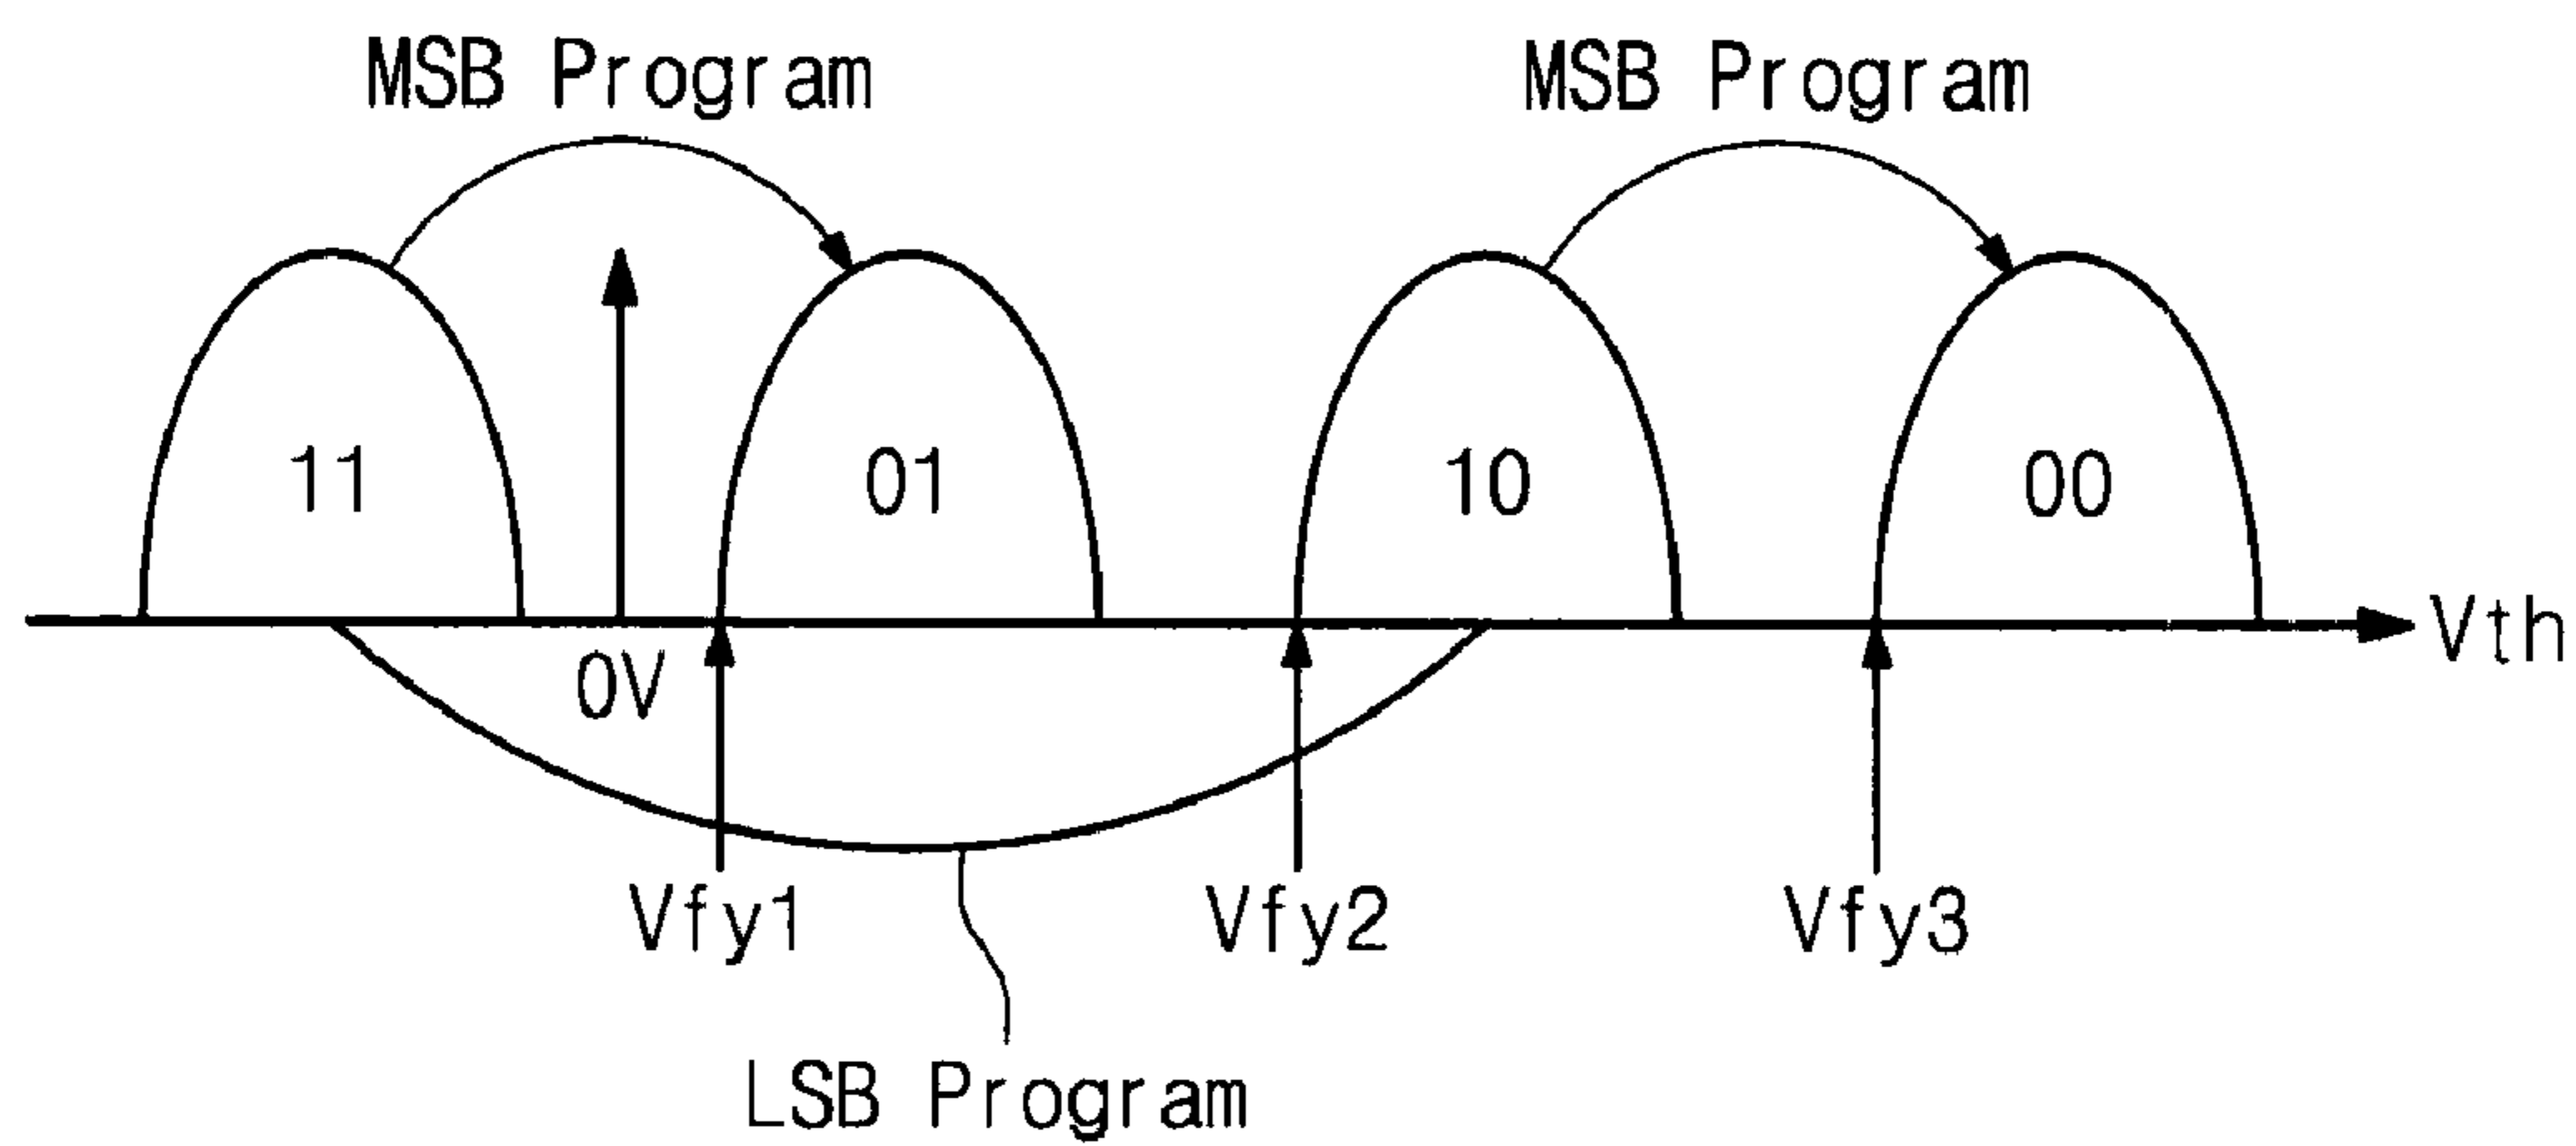 MSB Program MSB Program
11 01 10 00
0V Vth
Vfy1 Vfy2 Vfy3
LSB Program